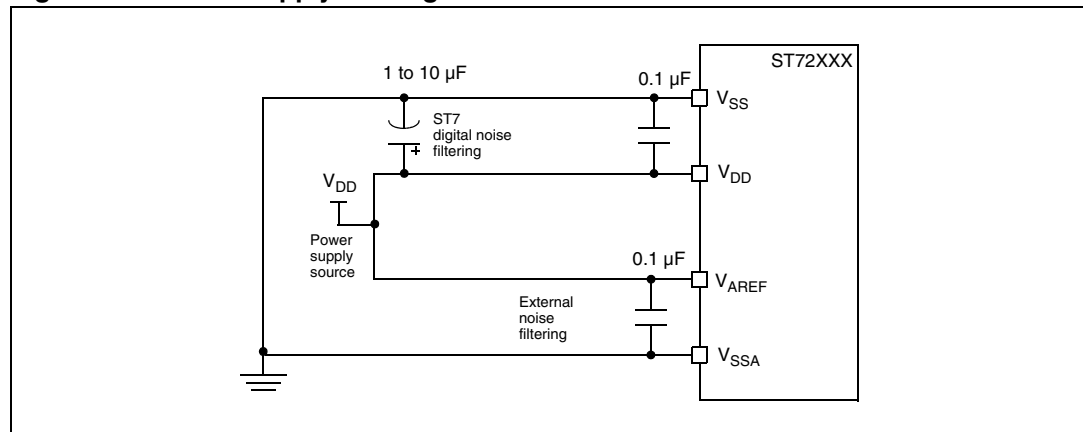 ST72XXX
1 to 10 µF
0.1 µF
VSS
ST7
digital noise
filtering
+
VDD
VDD
Power
supply
source
0.1 µF
VAREF
External
noise
filtering
VSSA